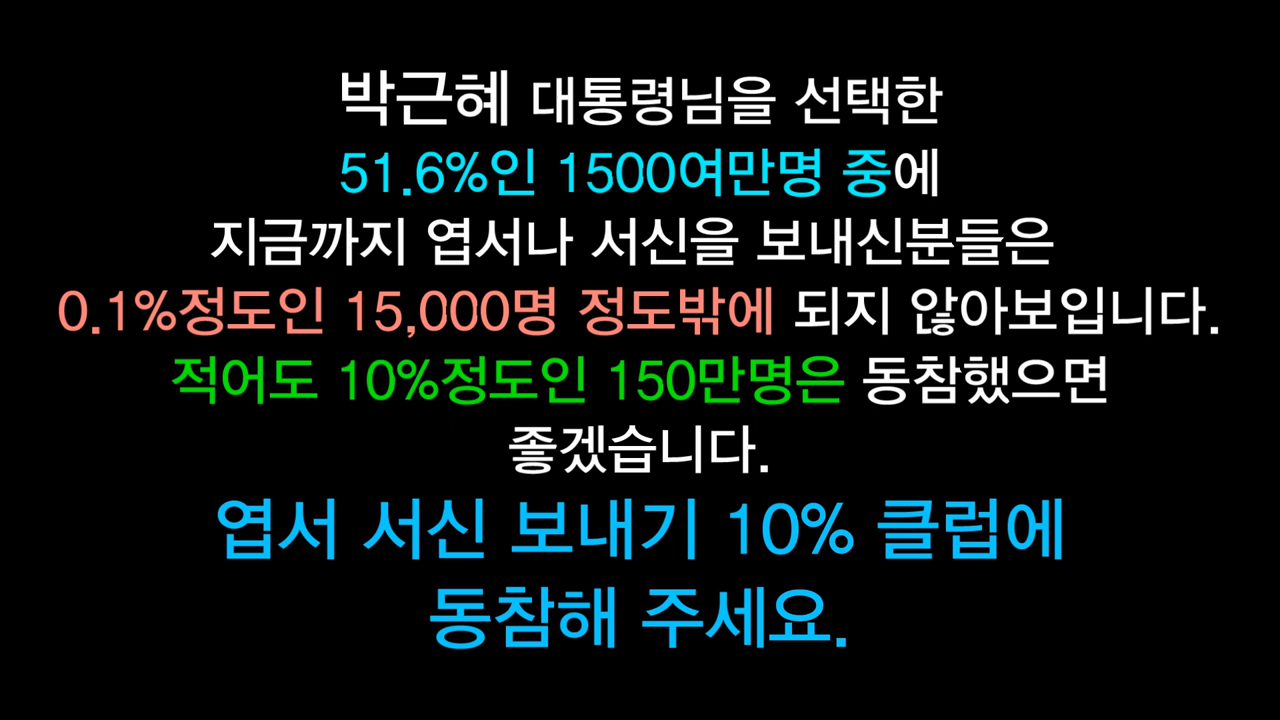 박근혜 대통령님을 선택한
51.6%인 1500여만명 중에
지금까지 엽서나 서신을 보내신분들은
0.1%정도인 15,000명 정도밖에 되지 않아보입니다.
적어도 10%정도인 150만명은 동참했으면
좋겠습니다.
엽서 서신 보내기 10% 클럽에
동참해 주세요.